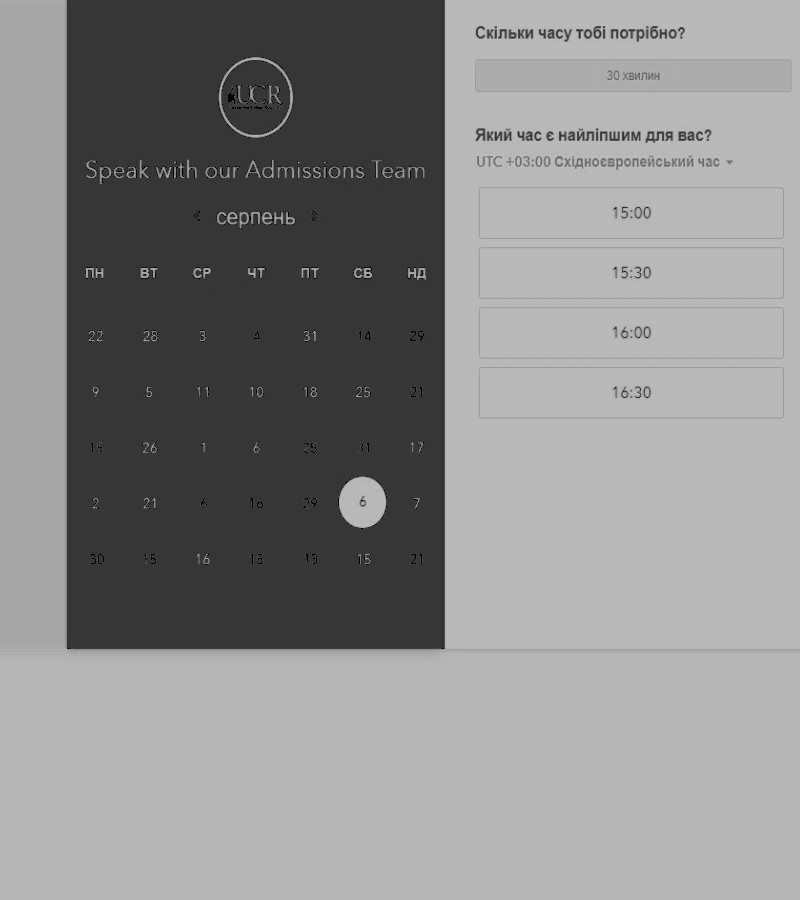 UCR
Speak with our Admissions Team
серпень
ПН ВТ СР ЧТ ПТ СБ НД
22 28 3 4 31 14 29
9 5 11 10 18 25 21
26 1 6 25 31 17
2 21 6 16 29 6 7
30 15 16 13 15 21
Скільки часу тобі потрібно?
30 хвилин
Який час є найліпшим для вас?
UTC +03:00 Східноєвропейський час
15:00
15:30
16:00
16:30